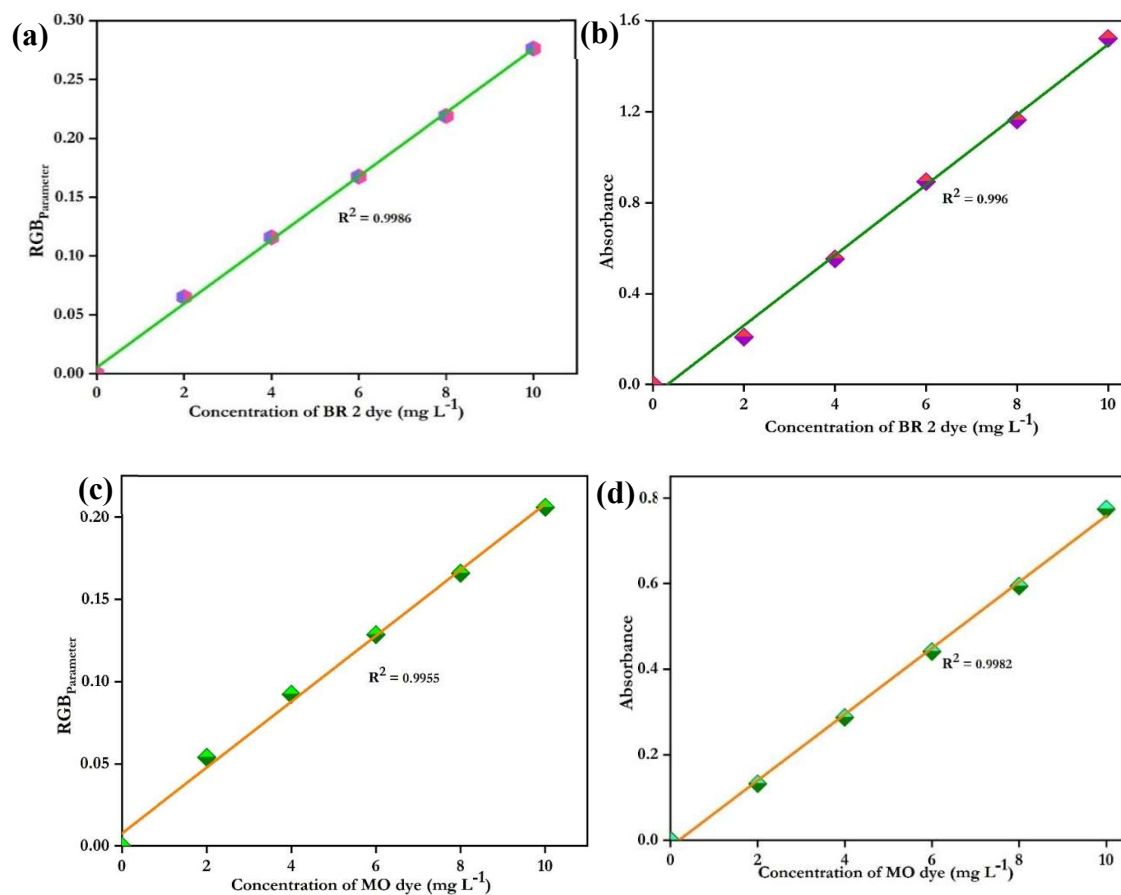 (a)
0.30
0.25
0.20
0.15
0.10
0.05
0.00
RGBParameter
R2 = 0.9986
0 2 4 6 8 10
Concentration of BR 2 dye (mg L-1)
(b)
1.6
1.2
0.8
0.4
0.0
Absorbance
R2 = 0.996
0 2 4 6 8 10
Concentration of BR 2 dye (mg L-1)
(c)
0.20
0.15
0.10
0.05
0.00
RGBParameter
R2 = 0.9955
0 2 4 6 8 10
Concentration of MO dye (mg L-1)
(d)
0.8
0.6
0.4
0.2
0.0
Absorbance
R2 = 0.9982
0 2 4 6 8 10
Concentration of MO dye (mg L-1)